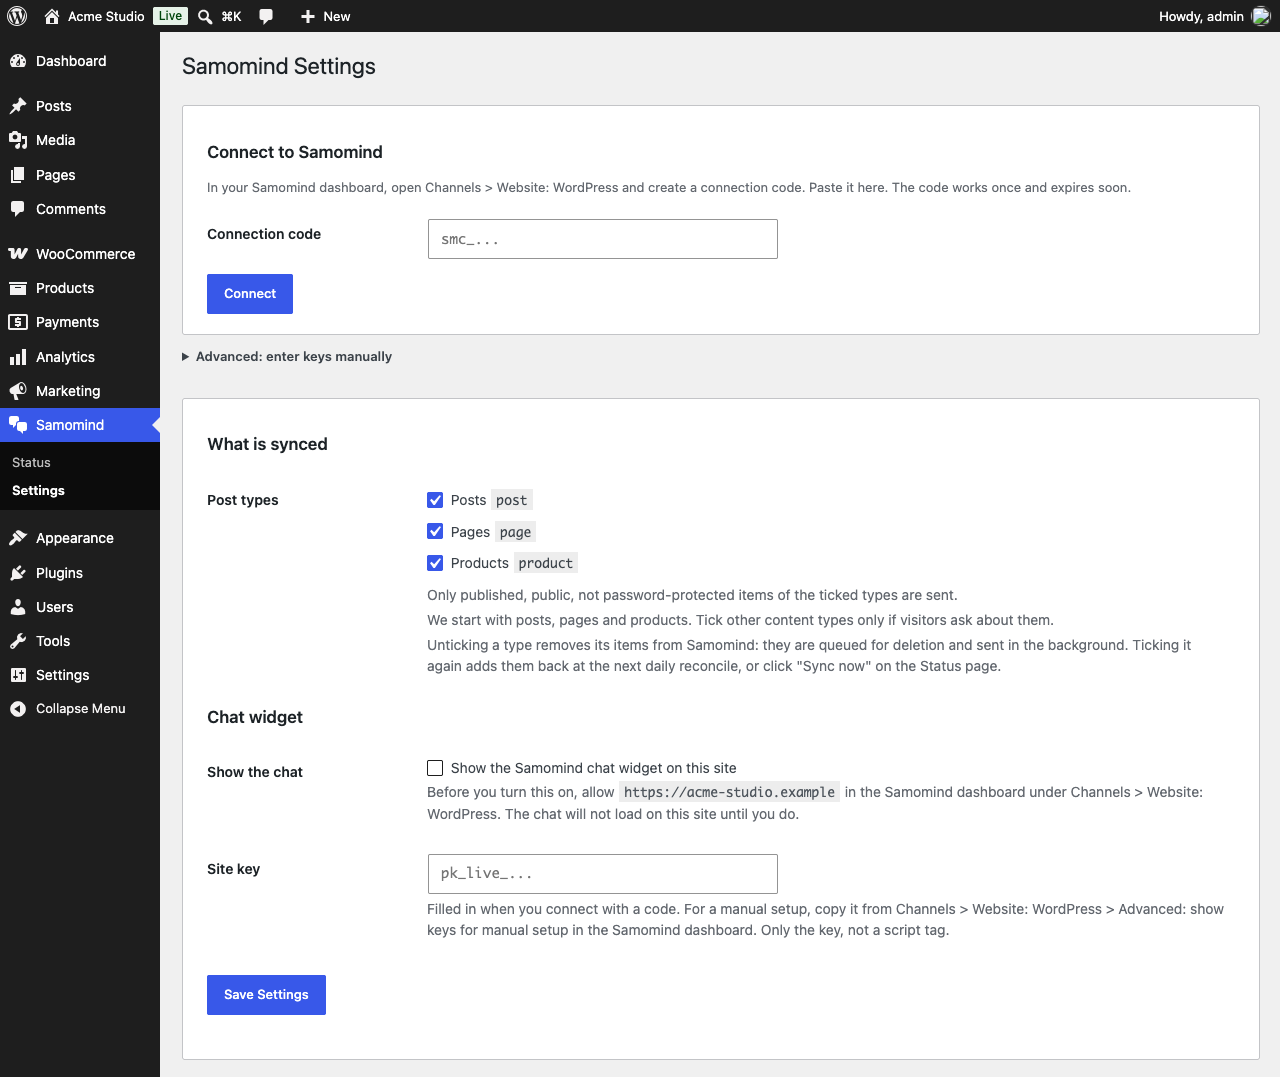 Acme Studio Live ⌘K New Howdy, admin
Dashboard
Posts
Media
Pages
Comments
WooCommerce
Products
Payments
Analytics
Marketing
Samomind
Status
Settings
Appearance
Plugins
Users
Tools
Settings
Collapse Menu
Samomind Settings
Connect to Samomind
In your Samomind dashboard, open Channels > Website: WordPress and create a connection code. Paste it here. The code works once and expires soon.
Connection code
smc_...
Connect
Advanced: enter keys manually
What is synced
Post types
Posts post
Pages page
Products product
Only published, public, not password-protected items of the ticked types are sent.
We start with posts, pages and products. Tick other content types only if visitors ask about them.
Unticking a type removes its items from Samomind: they are queued for deletion and sent in the background. Ticking it
again adds them back at the next daily reconcile, or click "Sync now" on the Status page.
Chat widget
Show the chat
Show the Samomind chat widget on this site
Before you turn this on, allow https://acme-studio.example in the Samomind dashboard under Channels > Website:
WordPress. The chat will not load on this site until you do.
Site key
pk_live_...
Filled in when you connect with a code. For a manual setup, copy it from Channels > Website: WordPress > Advanced: show
keys for manual setup in the Samomind dashboard. Only the key, not a script tag.
Save Settings